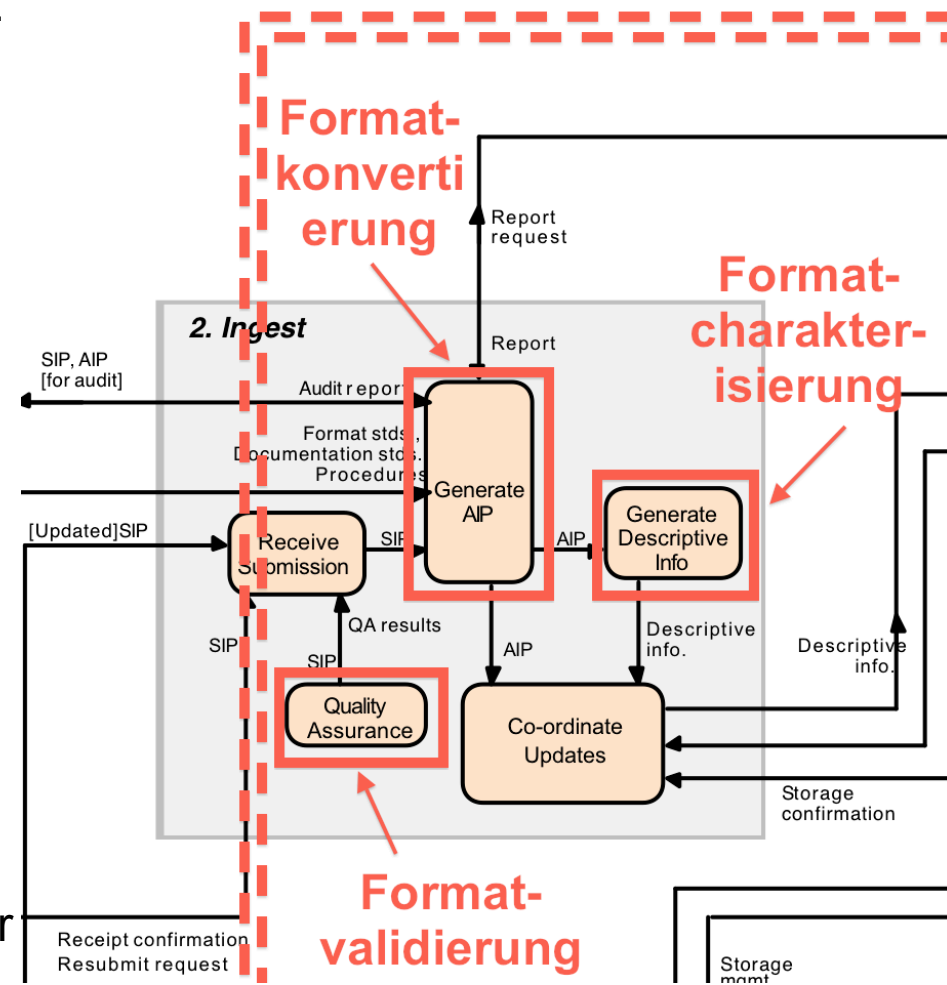 Format-
konverti
erung
Report
request
Format-
charakter-
isierung
2. Ingest
Report
SIP, AIP
[for audit]
Audit report
Format stds.,
Documentation stds.
Procedures
Generate
AIP
[Updated]SIP
Receive
Submission
SIP
AIP
Generate
Descriptive
Info
QA results
SIP
SIP
AIP
Descriptive
info.
Descriptive
info.
Quality
Assurance
Co-ordinate
Updates
Storage
confirmation
Format-
validierung
r
Receipt confirmation
Resubmit request
Storage
mgmt